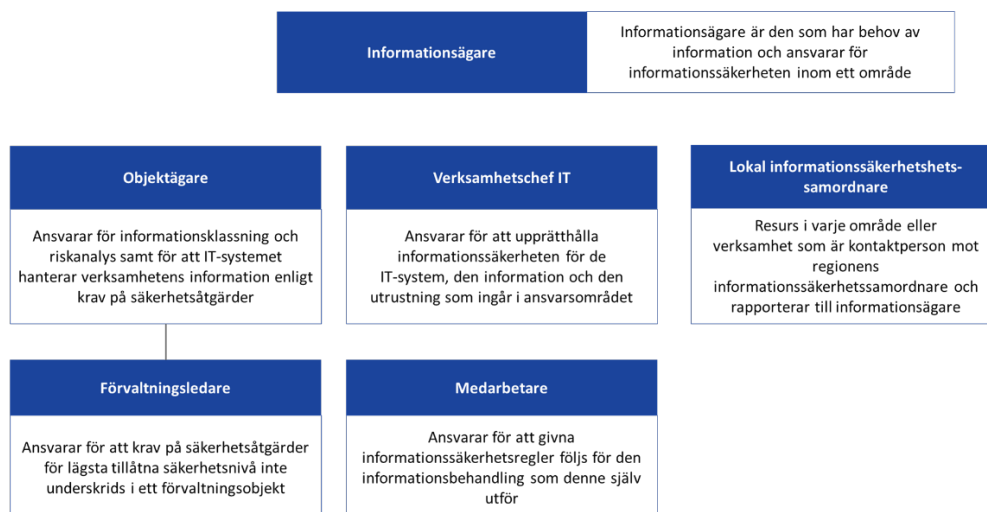 Informationsägare
Informationsägare är den som har behov av
information och ansvarar för
informationssäkerheten inom ett område
Objektägare
Ansvarar för informationsklassning och
riskanalys samt för att IT-systemet
hanterar verksamhetens information enligt
krav på säkerhetsåtgärder
Verksamhetschef IT
Ansvarar för att upprätthålla
informationssäkerheten för de
IT-system, den information och den
utrustning som ingår i ansvarsområdet
Lokal informationssäkerhetshets-
samordnare
Resurs i varje område eller
verksamhet som är kontaktperson mot
regionens
informationssäkerhetssamordnare och
rapporterar till informationsägare
Förvaltningsledare
Ansvarar för att krav på säkerhetsåtgärder
för lägsta tillåtna säkerhetsnivå inte
underskrids i ett förvaltningsobjekt
Medarbetare
Ansvarar för att givna
informationssäkerhetsregler följs för den
informationsbehandling som denne själv
utför